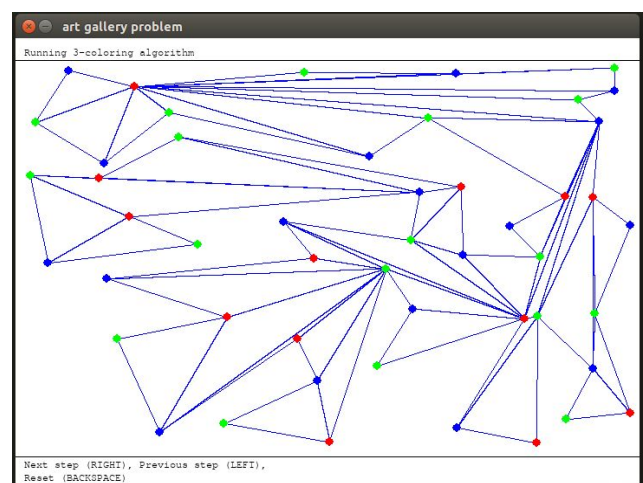 art gallery problem
Running 3-coloring algorithm
Next step (RIGHT), Previous step (LEFT),
Reset (BACKSPACE)